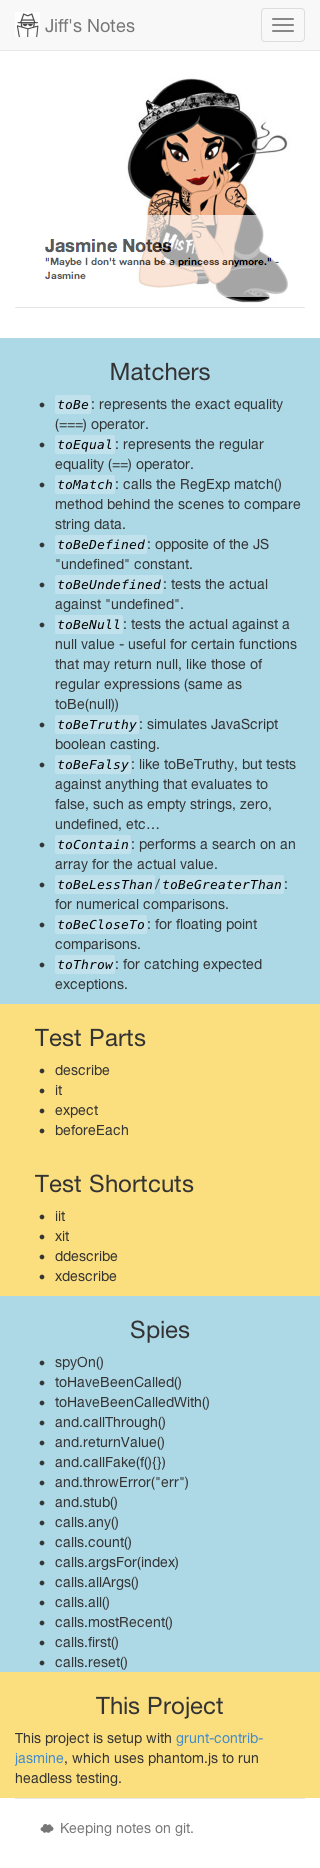 Jiff's Notes
MISFIT
Jasmine Notes
"Maybe I don't wanna be a princess anymore." -
Jasmine
Matchers
• toBe: represents the exact equality
(===) operator.
• toEqual: represents the regular
equality (==) operator.
• toMatch: calls the RegExp match()
method behind the scenes to compare
string data.
• toBeDefined: opposite of the JS
"undefined" constant.
• toBeUndefined: tests the actual
against "undefined".
• toBeNull: tests the actual against a
null value - useful for certain functions
that may return null, like those of
regular expressions (same as
toBe(null))
• toBeTruthy: simulates JavaScript
boolean casting.
• toBeFalsy: like toBeTruthy, but tests
against anything that evaluates to
false, such as empty strings, zero,
undefined, etc…
• toContain: performs a search on an
array for the actual value.
• toBeLessThan/toBeGreaterThan:
for numerical comparisons.
• toBeCloseTo: for floating point
comparisons.
• toThrow: for catching expected
exceptions.
Test Parts
• describe
• it
• expect
• beforeEach
Test Shortcuts
• iit
• xit
• ddescribe
• xdescribe
Spies
• spyOn()
• toHaveBeenCalled()
• toHaveBeenCalledWith()
• and.callThrough()
• and.returnValue()
• and.callFake(f(){})
• and.throwError("err")
• and.stub()
• calls.any()
• calls.count()
• calls.argsFor(index)
• calls.allArgs()
• calls.all()
• calls.mostRecent()
• calls.first()
• calls.reset()
This Project
This project is setup with grunt-contrib-
jasmine, which uses phantom.js to run
headless testing.
Keeping notes on git.